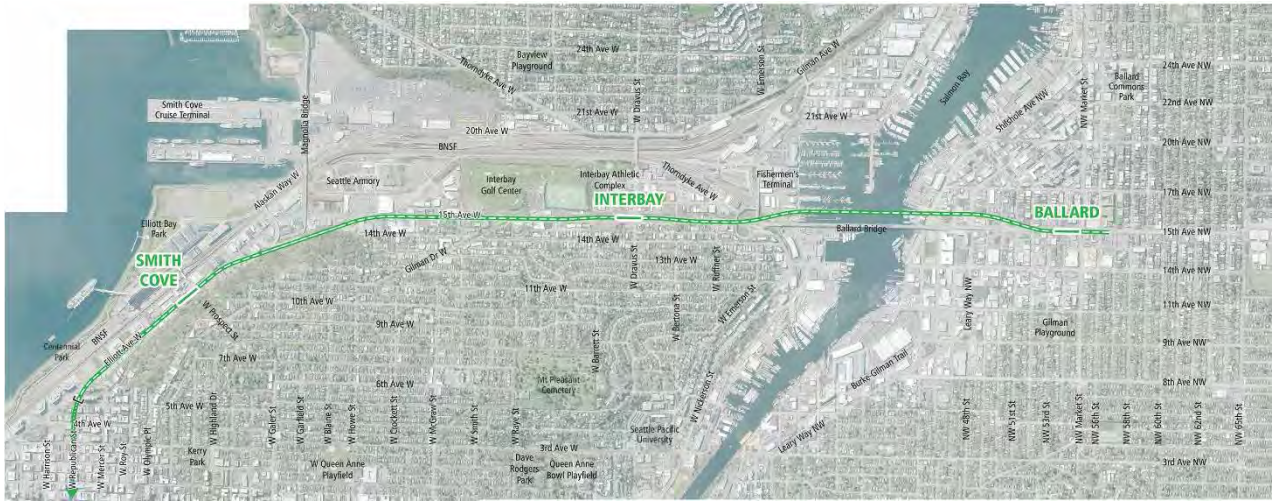 24th Ave W
Bayview
Playground
Thorndyke Ave W
W Emerson St
Gilman Ave W
Salmon Bay
24th Ave NW
Ballard
Commons
Park
NW Market St
Smith Cove
Cruise Terminal
Magnolia Bridge
21st Ave W
W Dravus St
21st Ave W
Shilshole Ave NW
22nd Ave NW
20th Ave W
BNSF
20th Ave NW
Seattle Armory
Interbay
Golf Center
Interbay Athletic
Complex
Thorndyke Ave W
Fishermen's
Terminal
17th Ave NW
Alaskan Way W
INTERBAY
BALLARD
Elliott Bay
Park
15th Ave W
14th Ave W
14th Ave W
Ballard Bridge
15th Ave NW
SMITH
COVE
Gilman Dr W
W Dravus St
13th Ave W
W Ruffner St
14th Ave NW
10th Ave W
11th Ave W
W Emerson St
11th Ave NW
W Prospect St
9th Ave W
W Bertona St
Leary Way NW
Gilman
Playground
BNSF
Elliott Ave W
Centennial
Park
7th Ave W
W Barrett St
9th Ave NW
6th Ave W
Mt Pleasant
Cemetery
Burke Gilman Trail
8th Ave NW
5th Ave W
4th Ave W
W Highland Dr
W Galer St
W Garfield St
W Blaine St
W Howe St
W Crockett St
W McGraw St
W Smith St
W Raye St
W Nickerson St
Seattle Pacific
University
Leary Way NW
NW 48th St
NW 51st St
NW 53rd St
NW Market St
NW 56th St
NW 58th St
NW 60th St
NW 62nd St
NW 65th St
W Harrison St
W Republican St
W Mercer St
W Roy St
W Olympic Pl
Kerry
Park
W Queen Anne
Playfield
3rd Ave W
Dave
Rodgers
Park
Queen Anne
Bowl Playfield
3rd Ave NW